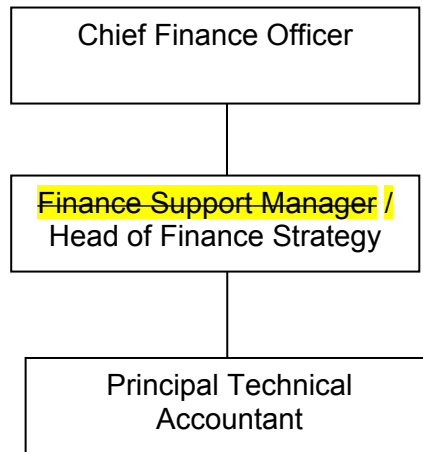 Chief Finance Officer
Finance Support Manager /
Head of Finance Strategy
Principal Technical
Accountant